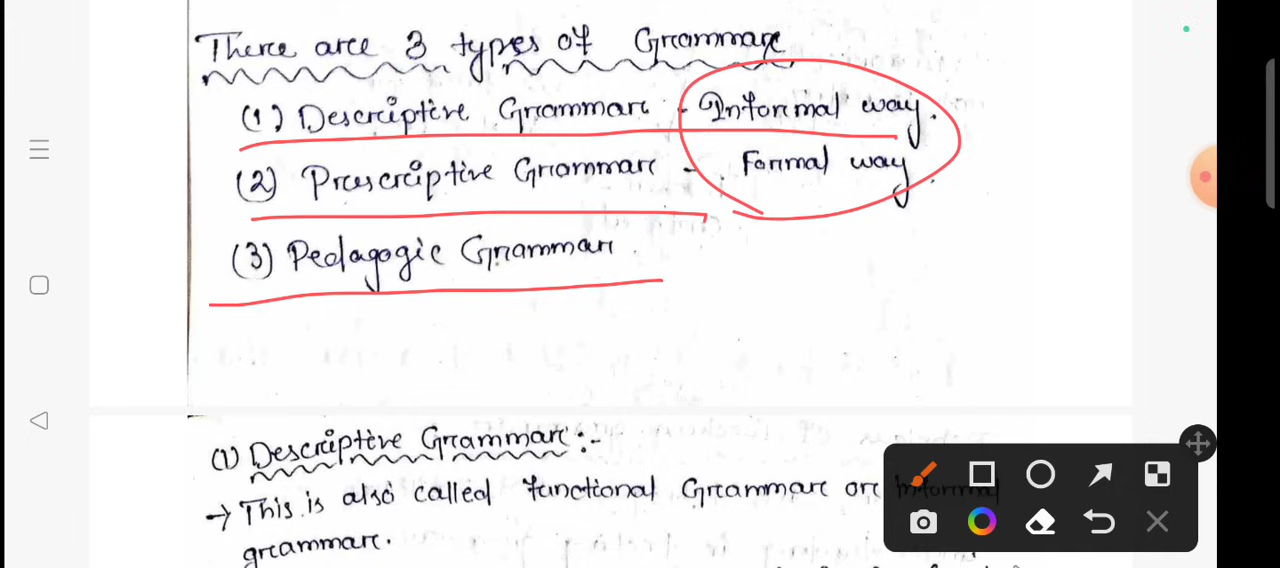 There are 3 types of Grammar
(1) Descriptive Grammar - Informal way.
(2) Prescriptive Grammar - Formal way.
(3) Pedagogic Grammar.
(1) Descriptive Grammar :-
→ This is also called functional Grammar or informal
grammar.